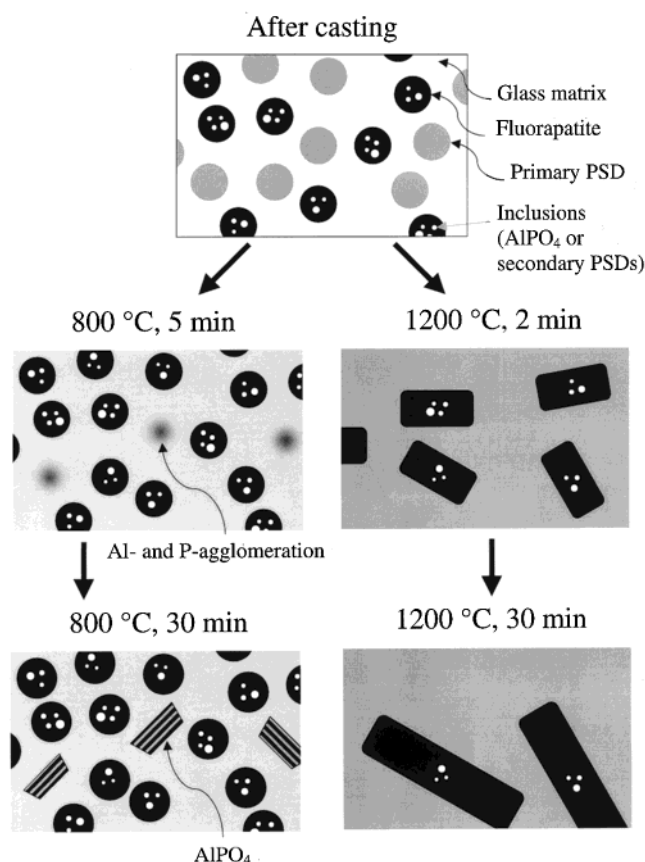 After casting
Glass matrix
Fluorapatite
Primary PSD
Inclusions
(AlPO₄ or
secondary PSDs)
800 °C, 5 min
1200 °C, 2 min
Al- and P-agglomeration
800 °C, 30 min
1200 °C, 30 min
AlPO₄